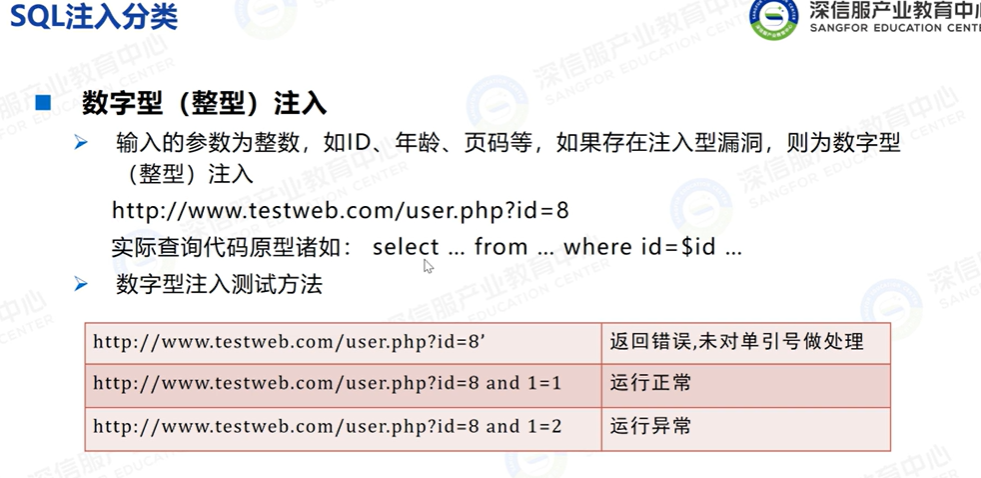 SQL注入分类
深信服产业教育中心
SANGFOR EDUCATION CENT
数字型（整型）注入
输入的参数为整数，如ID、年龄、页码等，如果存在注入型漏洞，则为数字型
（整型）注入
http://www.testweb.com/user.php?id=8
实际查询代码原型诸如： select ... from ... where id=$id ...
数字型注入测试方法
http://www.testweb.com/user.php?id=8’ 返回错误,未对单引号做处理
http://www.testweb.com/user.php?id=8 and 1=1 运行正常
http://www.testweb.com/user.php?id=8 and 1=2 运行异常